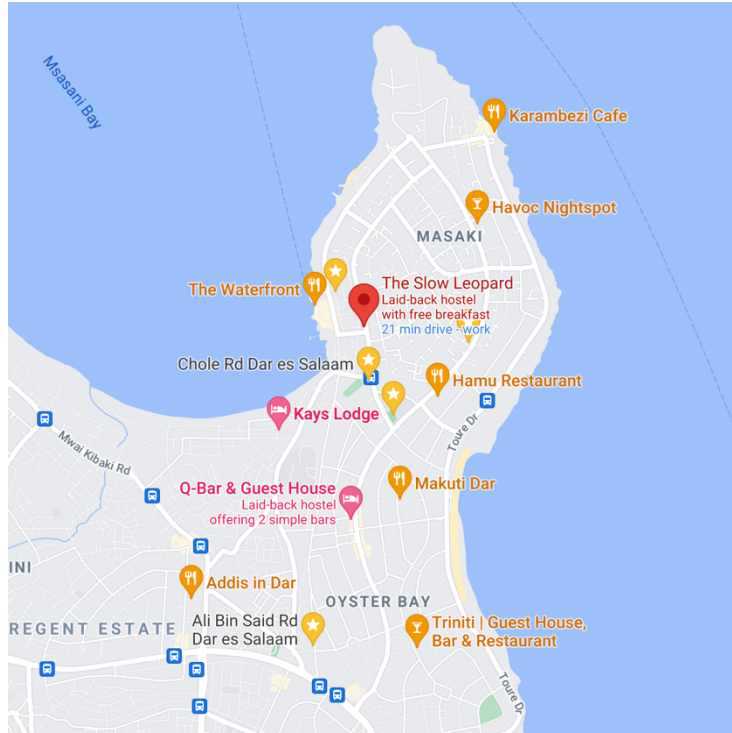 Msasani Bay
Karambezi Cafe
Havoc Nightspot
MASAKI
The Slow Leopard
Laid-back hostel
with free breakfast
21 min drive - work
The Waterfront
Chole Rd Dar es Salaam
Hamu Restaurant
Kays Lodge
Toure Dr
Mwai Kibaki Rd
Q-Bar & Guest House
Laid-back hostel
offering 2 simple bars
Makuti Dar
INI
Addis in Dar
OYSTER BAY
Ali Bin Said Rd
Dar es Salaam
REGENT ESTATE
Triniti | Guest House,
Bar & Restaurant
Toure Dr